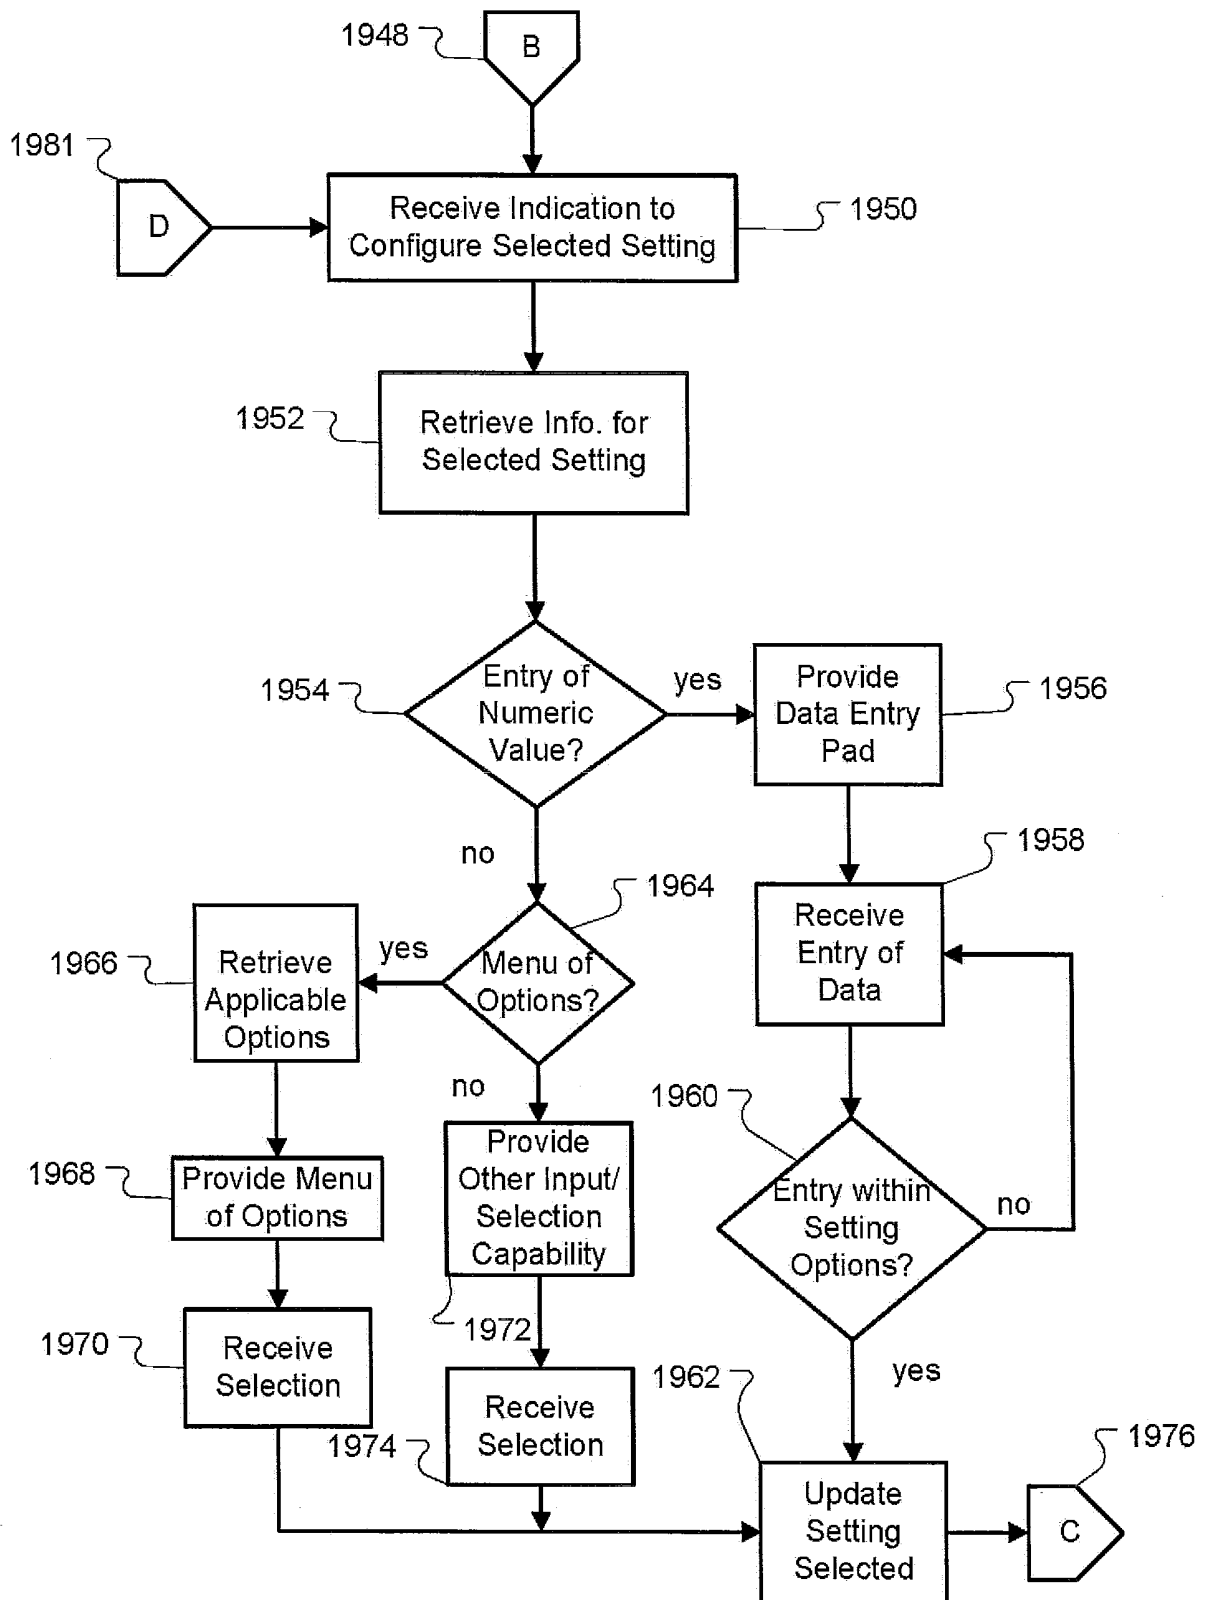 1948
B
1981
D
Receive Indication to
Configure Selected Setting
1950
1952
Retrieve Info. for
Selected Setting
1954
Entry of
Numeric
Value?
yes
Provide
Data Entry
Pad
1956
no
1958
Receive
Entry of
Data
1964
Menu of
Options?
yes
1966
Retrieve
Applicable
Options
no
1960
Entry within
Setting
Options?
no
1968
Provide Menu
of Options
Provide
Other Input/
Selection
Capability
1972
1970
Receive
Selection
1974
Receive
Selection
yes
1962
Update
Setting
Selected
1976
C